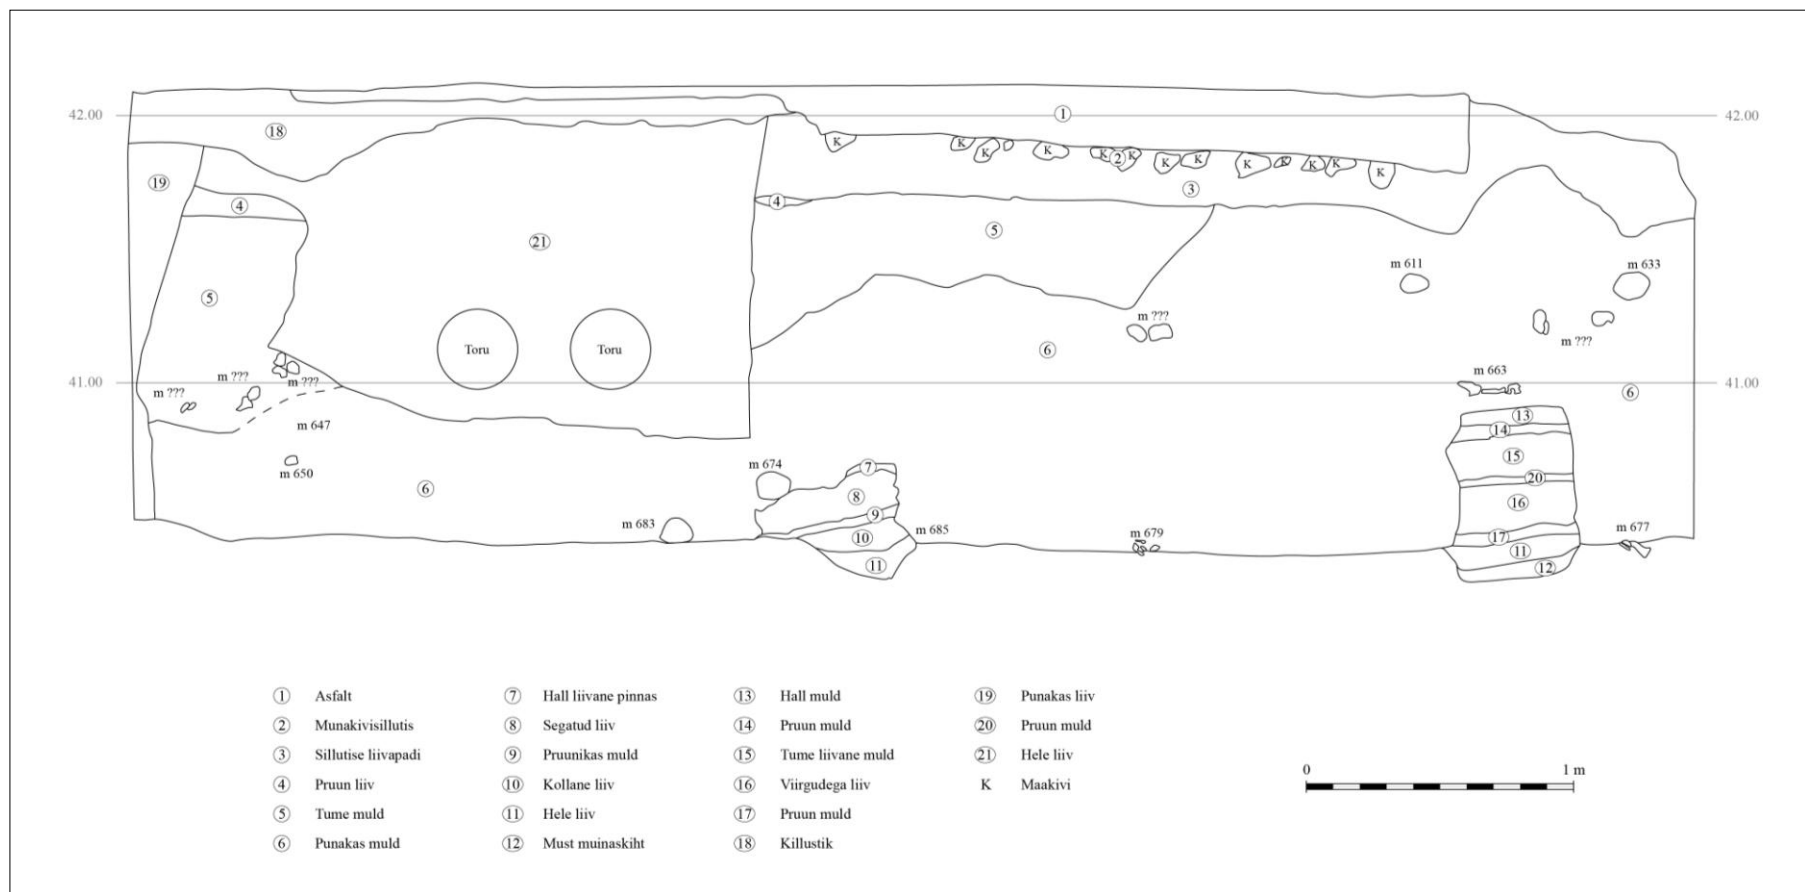 1
42.00
42.00
18
K
K
K
K
K
2
K
K
K
K
K
K
K
K
19
3
4
4
5
21
m 611
m 633
5
m ???
m ???
Toru
Toru
6
m 663
41.00
41.00
m ???
m ???
m ???
6
13
m 647
14
15
m 674
7
m 650
20
6
8
16
9
m 683
m 685
m 679
m 677
10
17
11
11
12
1 Asfalt
2 Munakivisillutis
3 Sillutise liivapadi
4 Pruun liiv
5 Tume muld
6 Punakas muld
7 Hall liivane pinnas
8 Segatud liiv
9 Pruunikas muld
10 Kollane liiv
11 Hele liiv
12 Must muinaskiht
13 Hall muld
14 Pruun muld
15 Tume liivane muld
16 Viirgudega liiv
17 Pruun muld
18 Killustik
19 Punakas liiv
20 Pruun muld
21 Hele liiv
K Maakivi
0 1 m